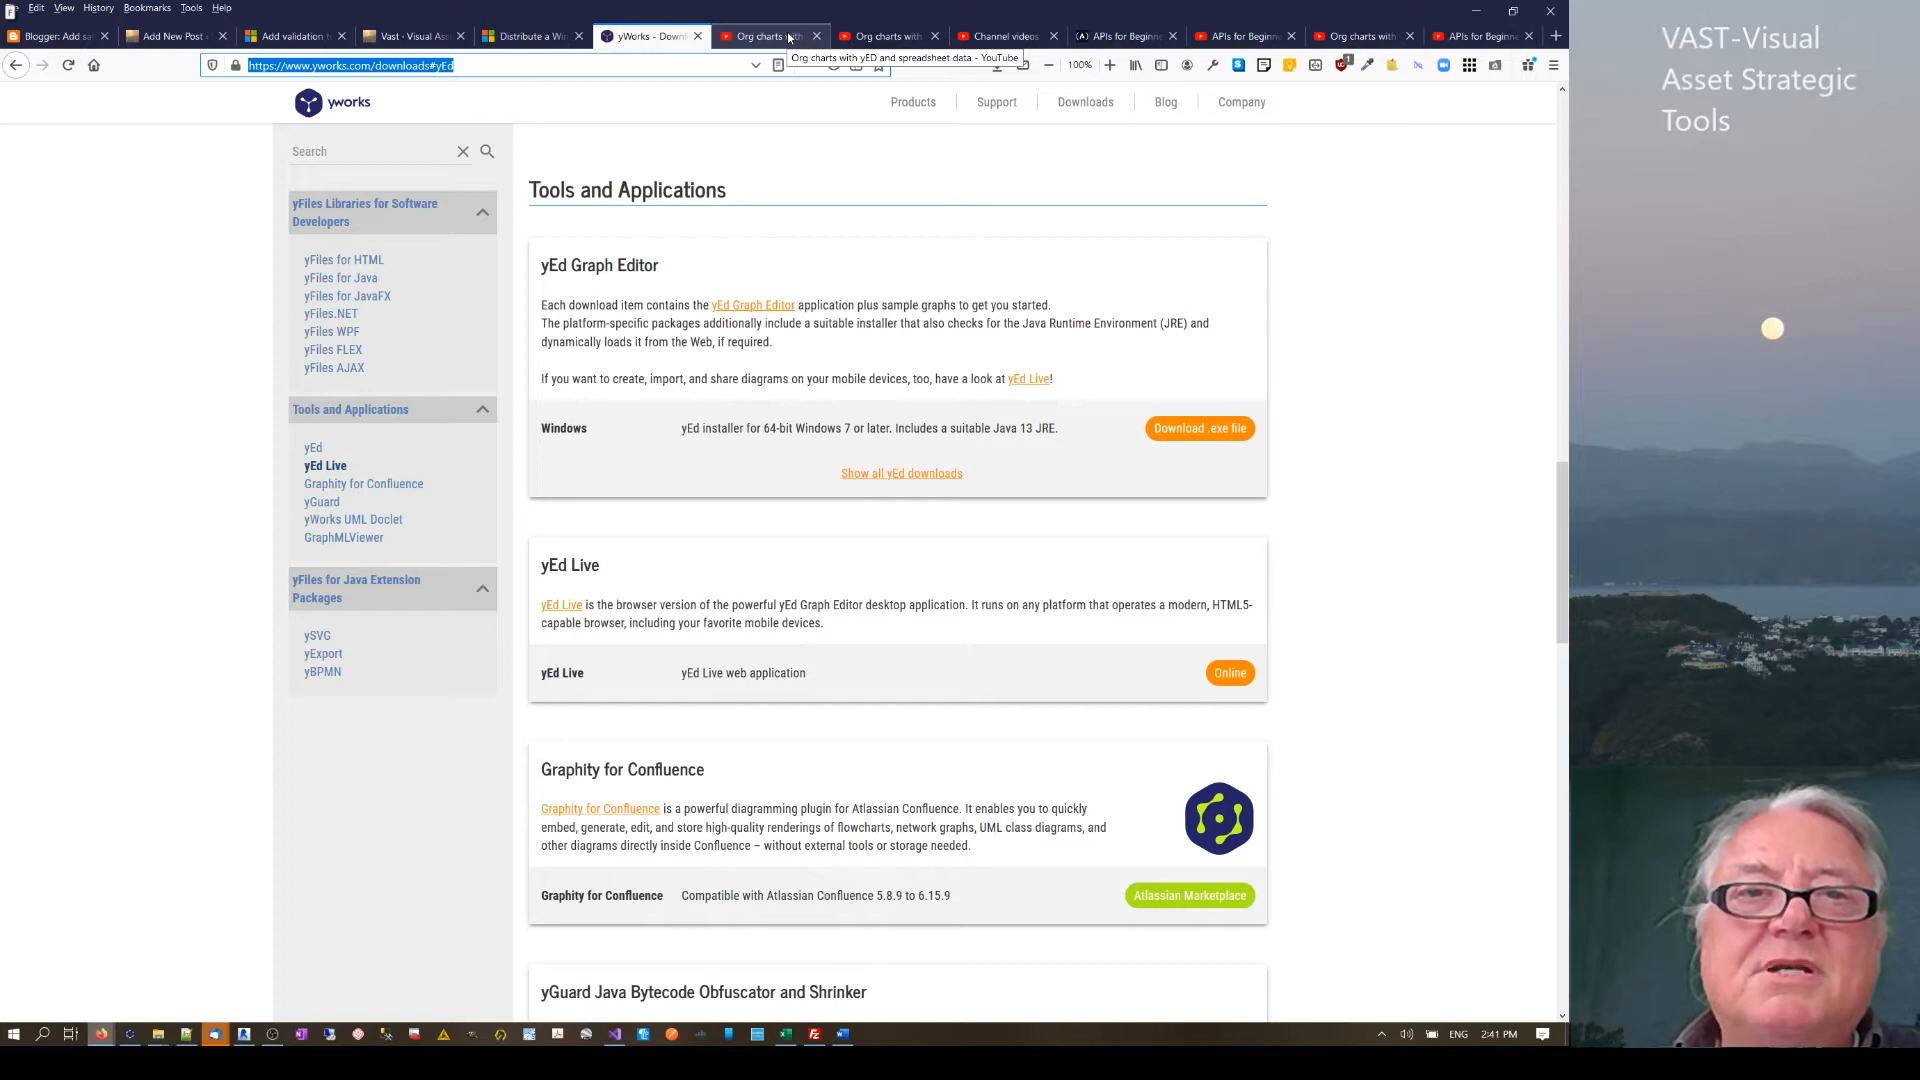 Edit View History Bookmarks Tools Help
Blogger: Add sa
Add New Post
Add validation t
Vast - Visual Ass
Distribute a Win
yWorks - Downl
Org charts with
Org charts with
Channel videos
APIs for Beginne
APIs for Beginne
Org charts with
APIs for Beginne
https://www.yworks.com/downloads#yEd
100%
Org charts with yED and spreadsheet data - YouTube
yworks
Products
Support
Downloads
Blog
Company
Search
yFiles Libraries for Software
Developers
yFiles for HTML
yFiles for Java
yFiles for JavaFX
yFiles.NET
yFiles WPF
yFiles FLEX
yFiles AJAX
Tools and Applications
yEd
yEd Live
Graphity for Confluence
yGuard
yWorks UML Doclet
GraphMLViewer
yFiles for Java Extension
Packages
ySVG
yExport
yBPMN
Tools and Applications
yEd Graph Editor
Each download item contains the yEd Graph Editor application plus sample graphs to get you started.
The platform-specific packages additionally include a suitable installer that also checks for the Java Runtime Environment (JRE) and
dynamically loads it from the Web, if required.
If you want to create, import, and share diagrams on your mobile devices, too, have a look at yEd Live!
Windows yEd installer for 64-bit Windows 7 or later. Includes a suitable Java 13 JRE. Download .exe file
Show all yEd downloads
yEd Live
yEd Live is the browser version of the powerful yEd Graph Editor desktop application. It runs on any platform that operates a modern, HTML5-
capable browser, including your favorite mobile devices.
yEd Live yEd Live web application Online
Graphity for Confluence
Graphity for Confluence is a powerful diagramming plugin for Atlassian Confluence. It enables you to quickly
embed, generate, edit, and store high-quality renderings of flowcharts, network graphs, UML class diagrams, and
other diagrams directly inside Confluence – without external tools or storage needed.
Graphity for Confluence Compatible with Atlassian Confluence 5.8.9 to 6.15.9 Atlassian Marketplace
yGuard Java Bytecode Obfuscator and Shrinker
ENG 2:41 PM
VAST-Visual
Asset Strategic
Tools